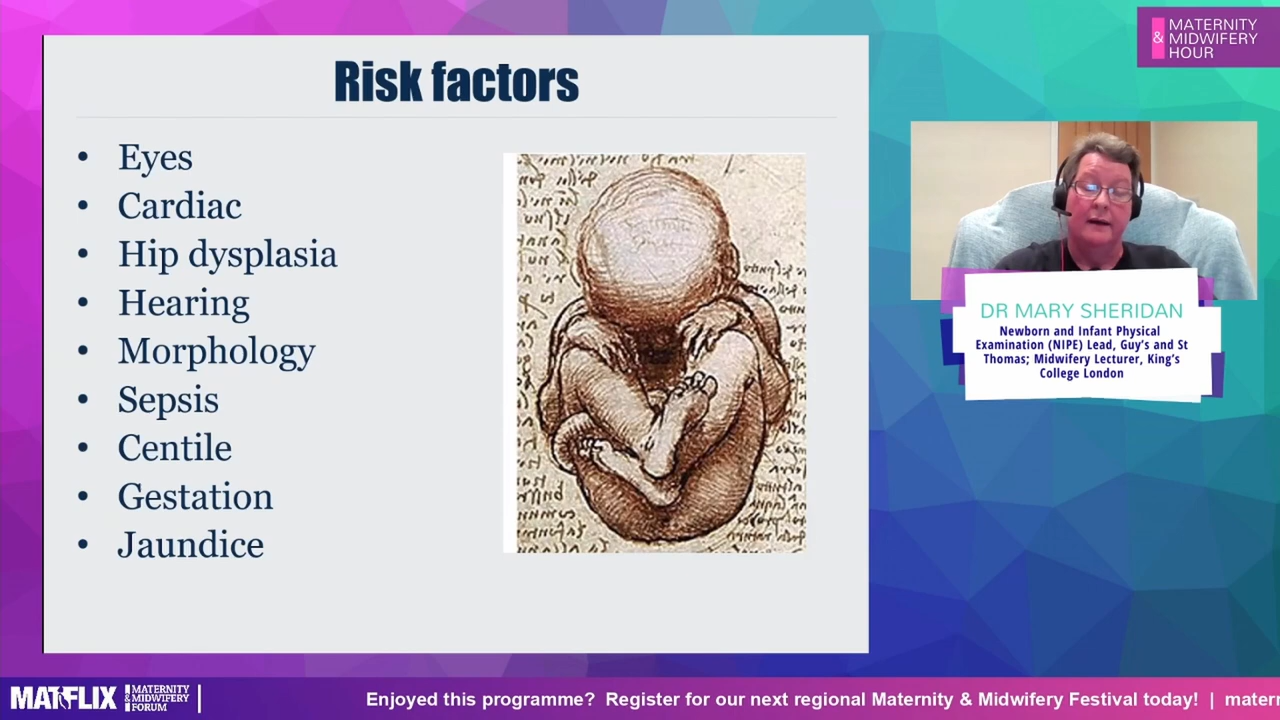 Risk factors
• Eyes
• Cardiac
• Hip dysplasia
• Hearing
• Morphology
• Sepsis
• Centile
• Gestation
• Jaundice
& MATERNITY
MIDWIFERY
HOUR
DR MARY SHERIDAN
Newborn and Infant Physical
Examination (NIPE) Lead, Guy's and St
Thomas; Midwifery Lecturer, King's
College London
MATFLIX
MATERNITY
& MIDWIFERY
FORUM
Enjoyed this programme? Register for our next regional Maternity & Midwifery Festival today! |